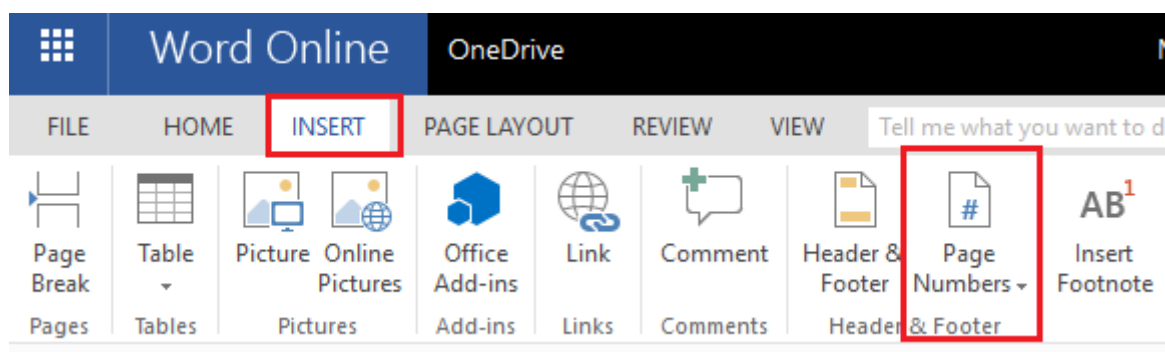 Word Online OneDrive
FILE HOME INSERT PAGE LAYOUT REVIEW VIEW Tell me what you want to d
# AB1
Page Table Picture Online Office Link Comment Header & Page Insert
Break Pictures Add-ins Footer Numbers Footnote
Pages Tables Pictures Add-ins Links Comments Header & Footer